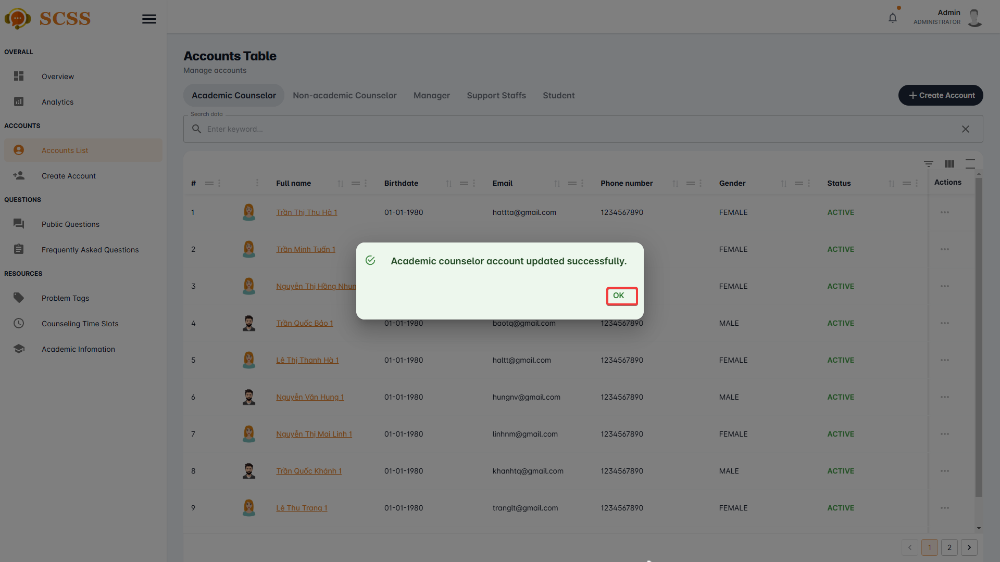 SCSS
Admin
ADMINISTRATOR
OVERALL
Overview
Analytics
ACCOUNTS
Accounts List
Create Account
QUESTIONS
Public Questions
Frequently Asked Questions
RESOURCES
Problem Tags
Counseling Time Slots
Academic Infomation
Accounts Table
Manage accounts
Academic Counselor Non-academic Counselor Manager Support Staffs Student
Create Account
Search data
Enter keyword...
# Full name Birthdate Email Phone number Gender Status Actions
1 Trần Thị Thu Hà 1 01-01-1980 hattta@gmail.com 1234567890 FEMALE ACTIVE
2 Trần Minh Tuấn 1 FEMALE ACTIVE
3 Nguyễn Thị Hồng Nhun FEMALE ACTIVE
4 Trần Quốc Bảo 1 01-01-1980 baotq@gmail.com 1234567890 MALE ACTIVE
5 Lê Thị Thanh Hà 1 01-01-1980 haltt@gmail.com 1234567890 FEMALE ACTIVE
6 Nguyễn Văn Hung 1 01-01-1980 hungnv@gmail.com 1234567890 MALE ACTIVE
7 Nguyễn Thị Mai Linh 1 01-01-1980 linhnm@gmail.com 1234567890 FEMALE ACTIVE
8 Trần Quốc Khánh 1 01-01-1980 khanhtq@gmail.com 1234567890 MALE ACTIVE
9 Lê Thu Trang 1 01-01-1980 tranglt@gmail.com 1234567890 FEMALE ACTIVE
Academic counselor account updated successfully.
OK
1 2